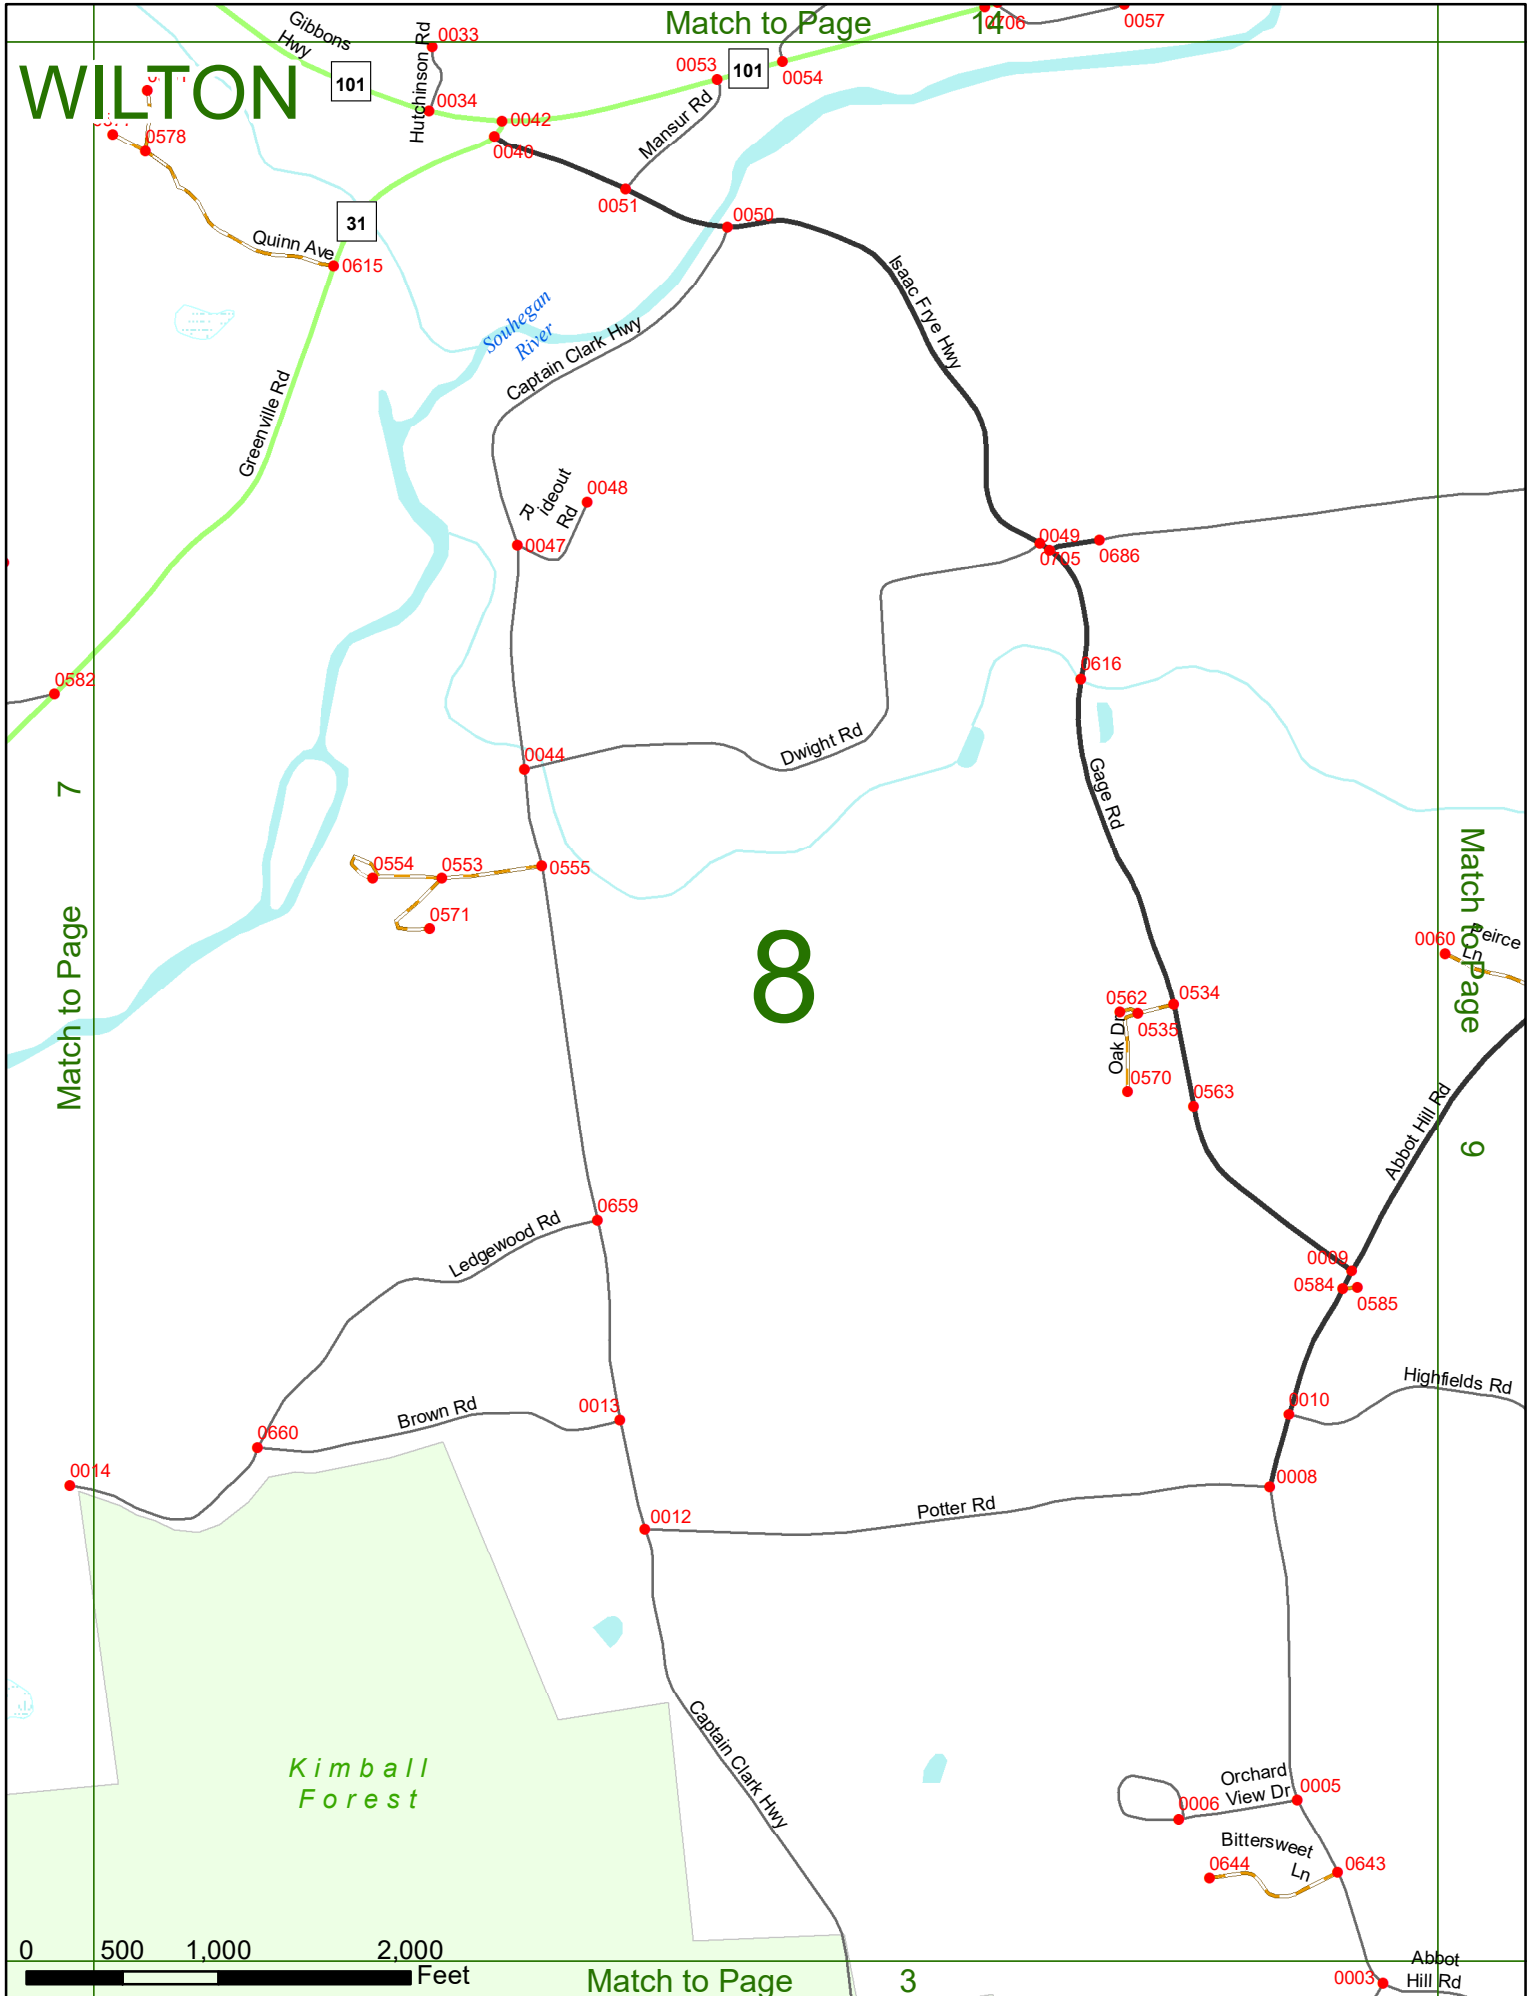 Match to Page 14
0706
0057
Gibbons
Hwy
Hutchinson Rd
0033
WILTON
101
0053
101
0054
0034
0042
0040
Mansur Rd
0578
0051
0050
31
Quinn Ave
0615
Isaac Frye Hwy
Souhegan
River
Captain Clark Hwy
Greenville Rd
Rideout
Rd
0048
0047
0049
0705
0686
0582
0616
0044
Dwight Rd
Gage Rd
Match to Page 7
0554
0553
0555
0571
8
Match to Page 9
0060
Peirce
Ln
0562
0534
0535
Oak Dr
0570
0563
Abbot Hill Rd
0659
Ledgewood Rd
0009
0584
0585
Highfields Rd
0010
0013
Brown Rd
0660
0014
0008
0012
Potter Rd
Captain Clark Hwy
Kimball
Forest
Orchard
View Dr
0005
0006
Bittersweet
Ln
0644
0643
0 500 1,000 2,000
Feet
Match to Page 3
0003
Abbot
Hill Rd